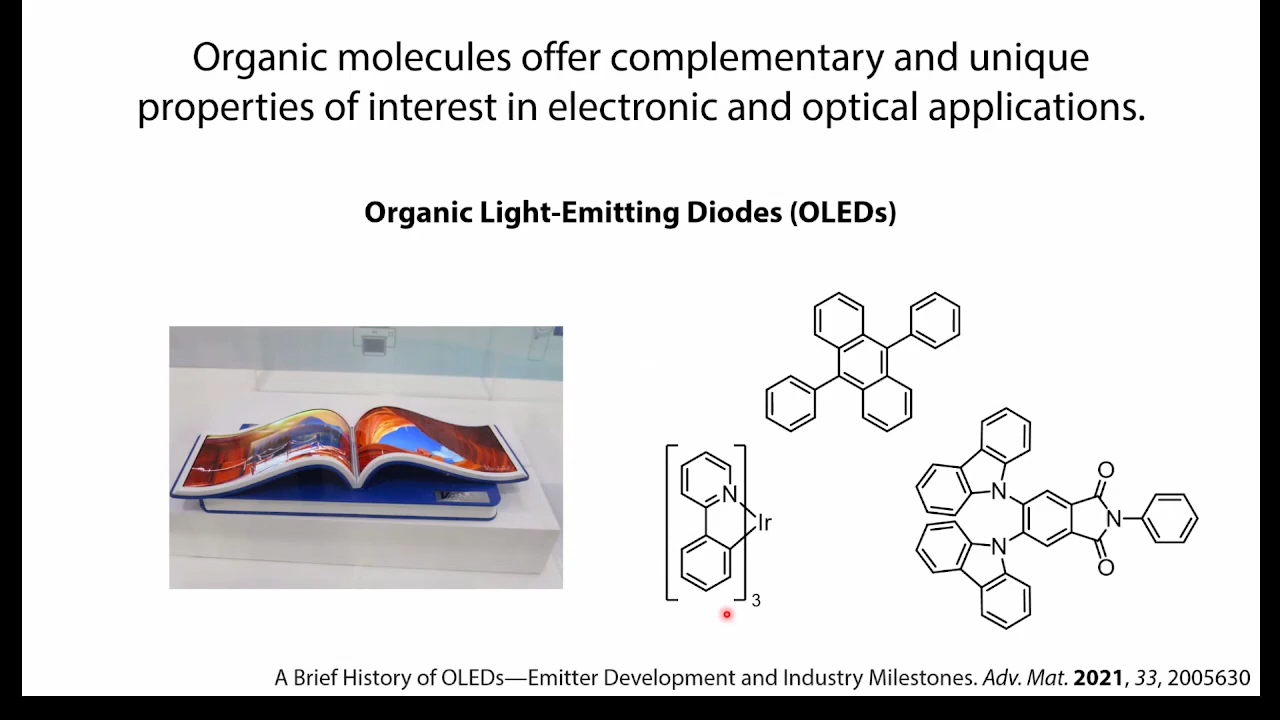 Organic molecules offer complementary and unique
properties of interest in electronic and optical applications.
Organic Light-Emitting Diodes (OLEDs)
N
Ir
3
N
N
O
N
O
A Brief History of OLEDs—Emitter Development and Industry Milestones. Adv. Mat. 2021, 33, 2005630